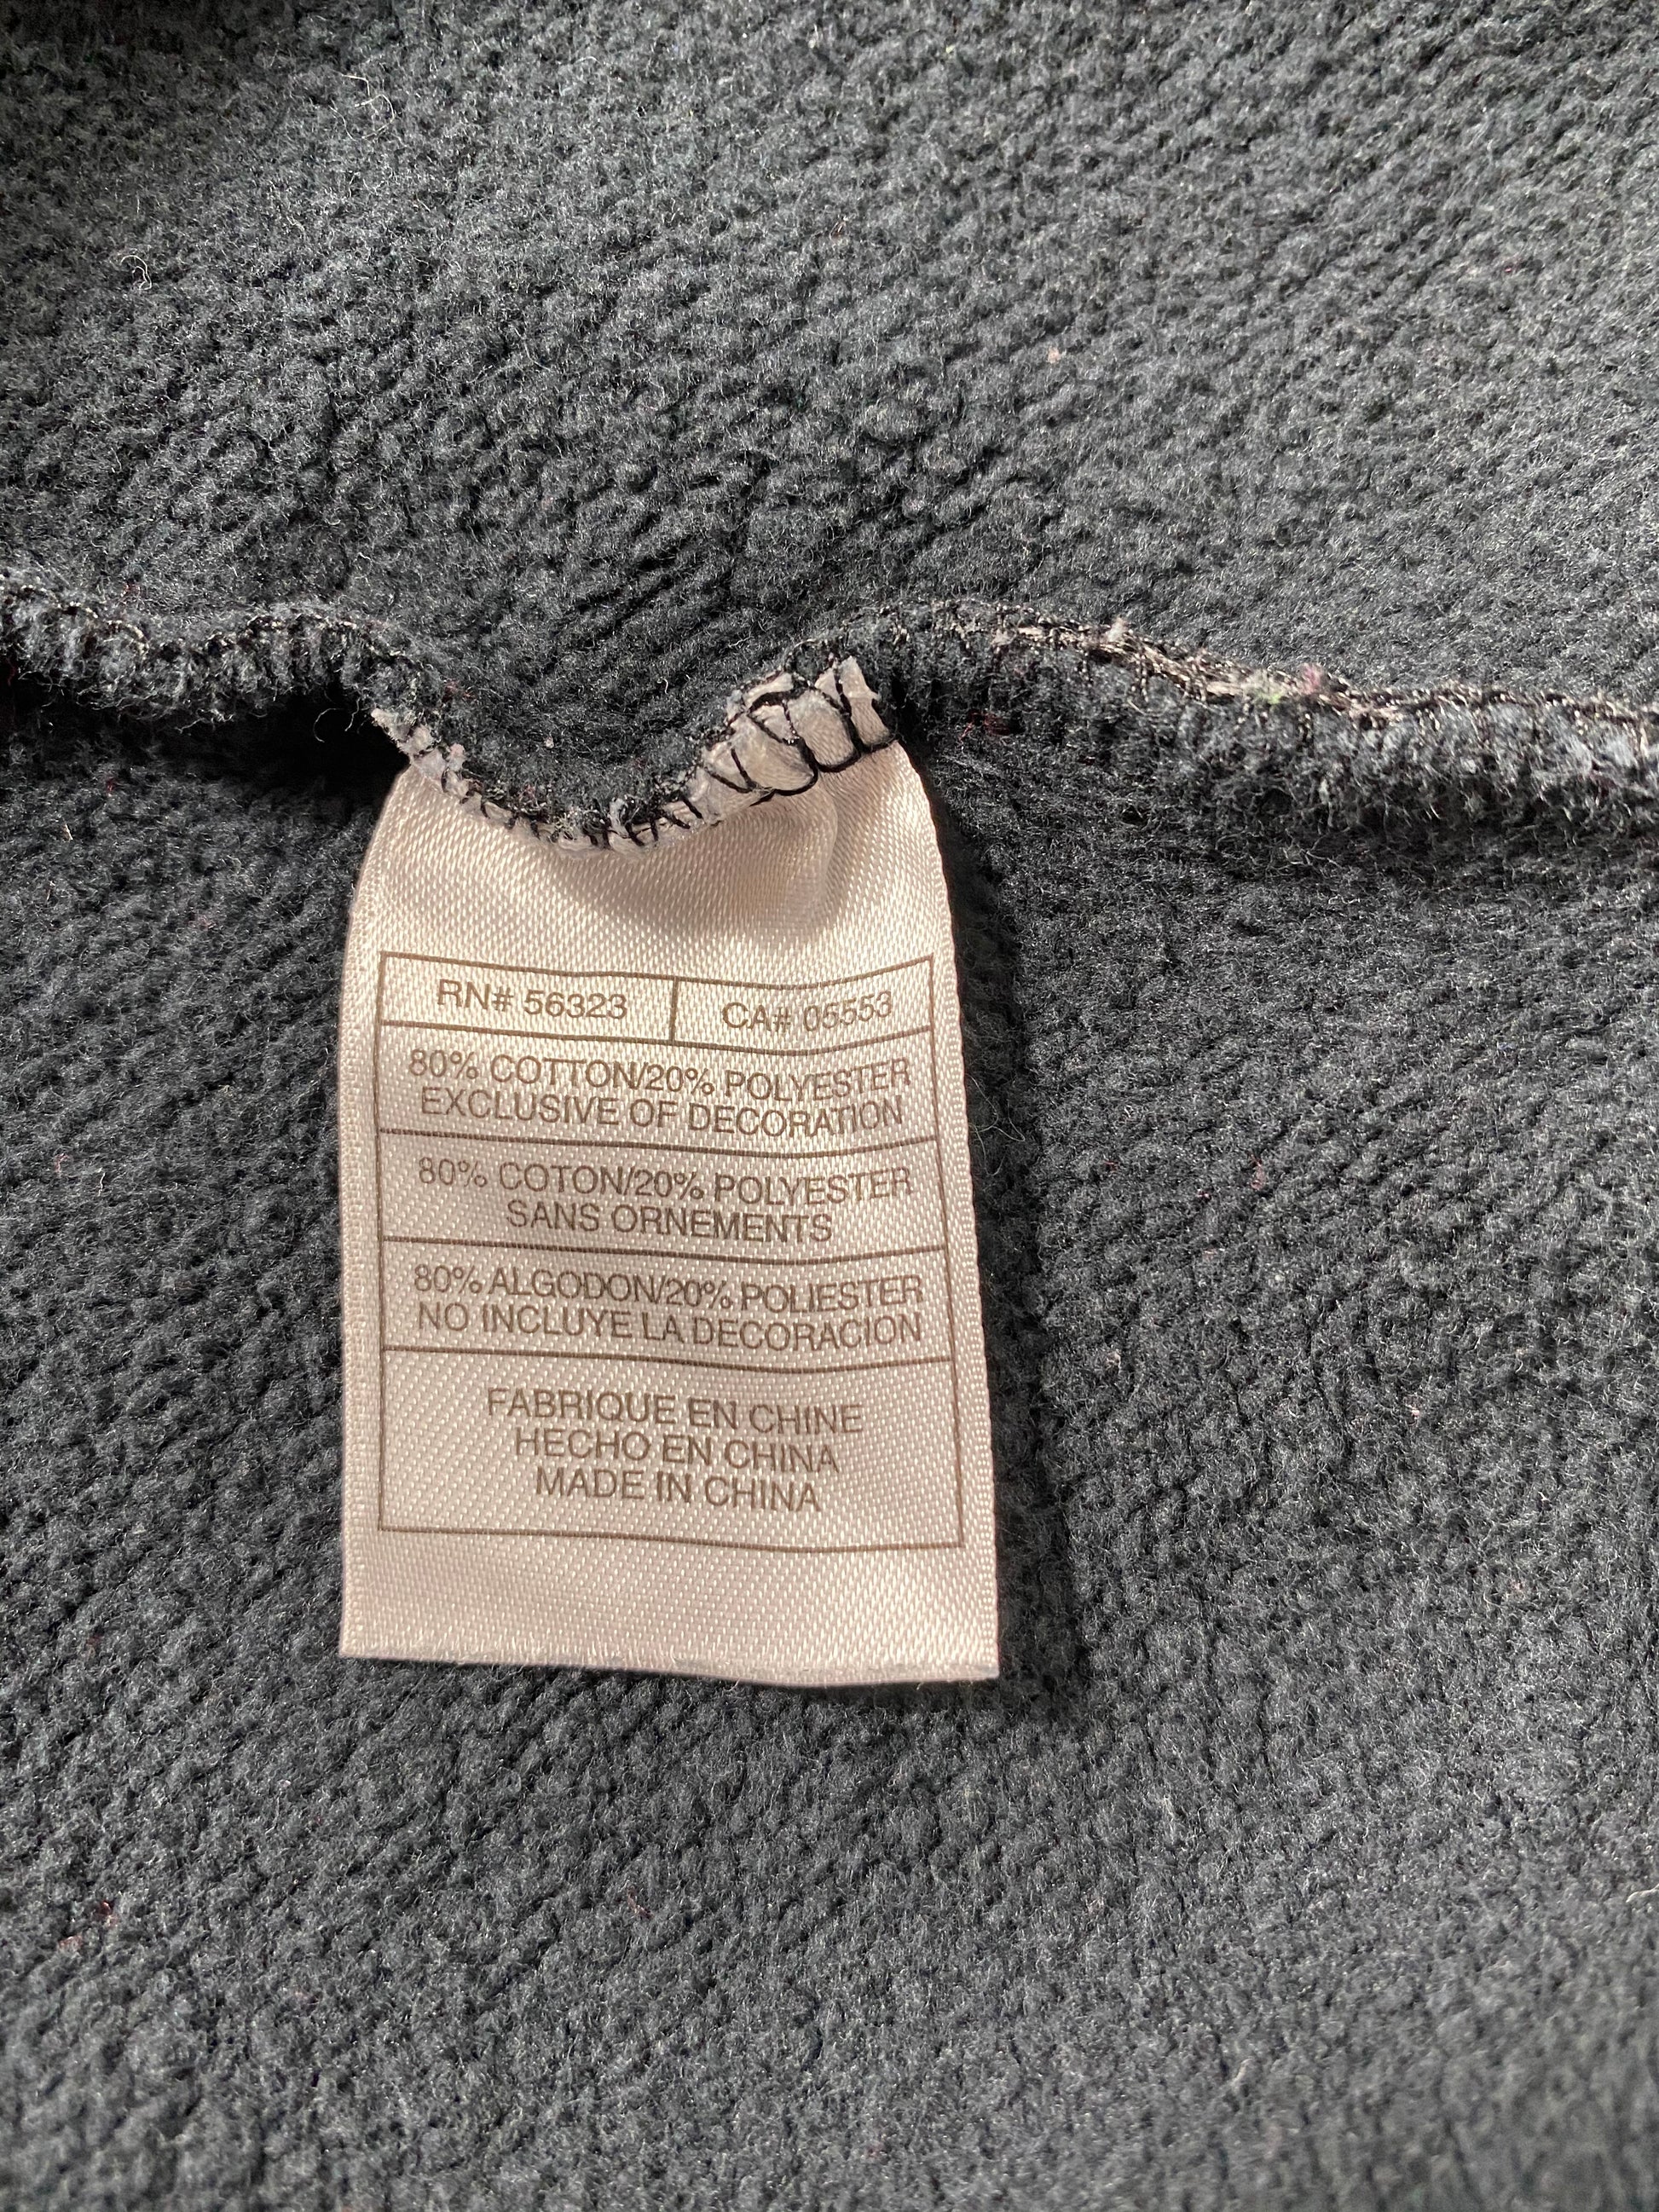 RN# 56323 CA# 05553
80% COTTON/20% POLYESTER
EXCLUSIVE OF DECORATION
80% COTON/20% POLYESTER
SANS ORNEMENTS
80% ALGODON/20% POLIESTER
NO INCLUYE LA DECORACION
FABRIQUE EN CHINE
HECHO EN CHINA
MADE IN CHINA